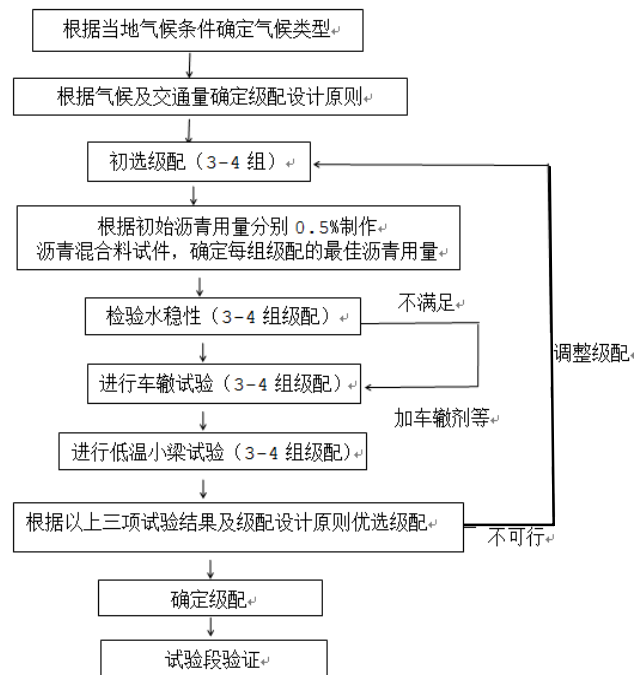 根据当地气候条件确定气候类型
根据气候及交通量确定级配设计原则
初选级配（3-4 组）
根据初始沥青用量分别 0.5%制作
沥青混合料试件，确定每组级配的最佳沥青用量
检验水稳性（3-4 组级配）
不满足
调整级配
进行车辙试验（3-4 组级配）
加车辙剂等
进行低温小梁试验（3-4 组级配）
根据以上三项试验结果及级配设计原则优选级配
不可行
确定级配
试验段验证